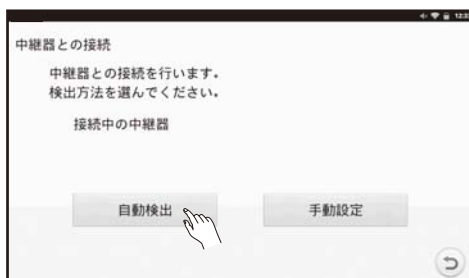 中継器との接続
中継器との接続を行います。
検出方法を選んでください。
接続中の中継器
自動検出
手動設定